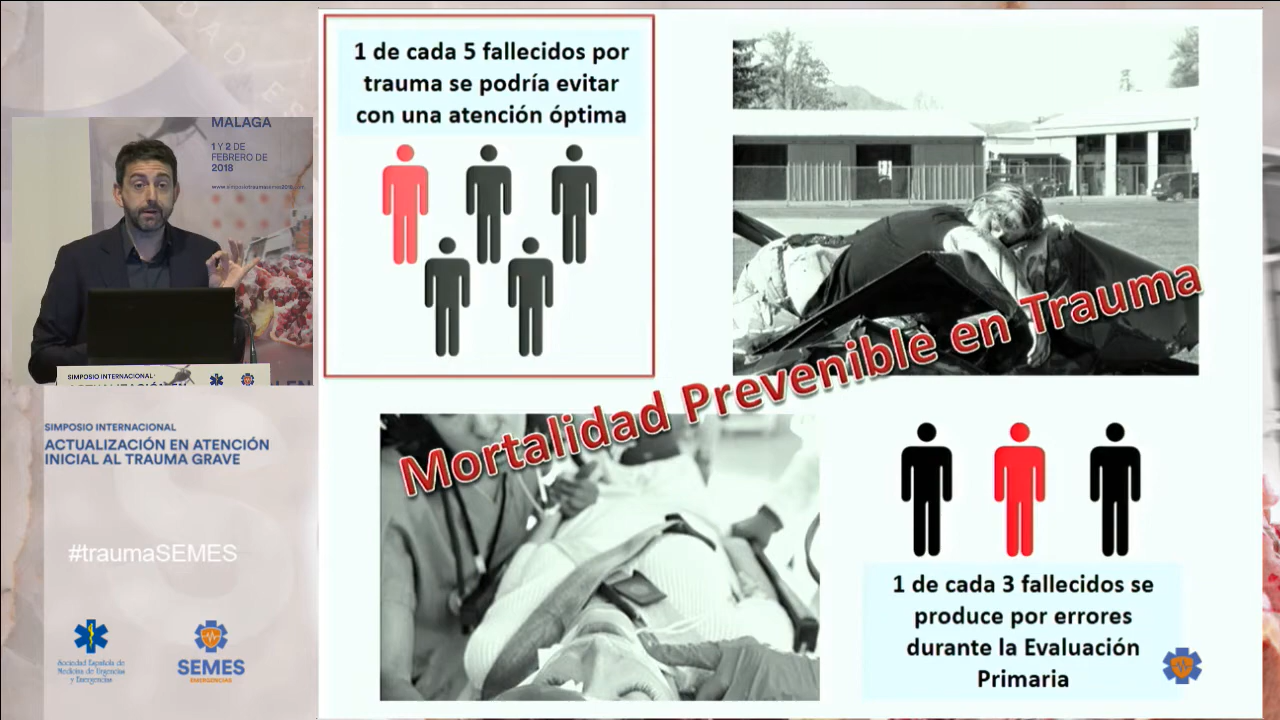 MALAGA
1 Y 2 DE
FEBRERO DE
2018
SIMPOSIO INTERNACIONAL
SIMPOSIO INTERNACIONAL
ACTUALIZACIÓN EN ATENCIÓN
INICIAL AL TRAUMA GRAVE
#traumaSEMES
Sociedad Española de
Medicina de Urgencias
y Emergencias
SEMES
EMERGENCIAS
1 de cada 5 fallecidos por
trauma se podría evitar
con una atención óptima
Mortalidad Prevenible en Trauma
1 de cada 3 fallecidos se
produce por errores
durante la Evaluación
Primaria